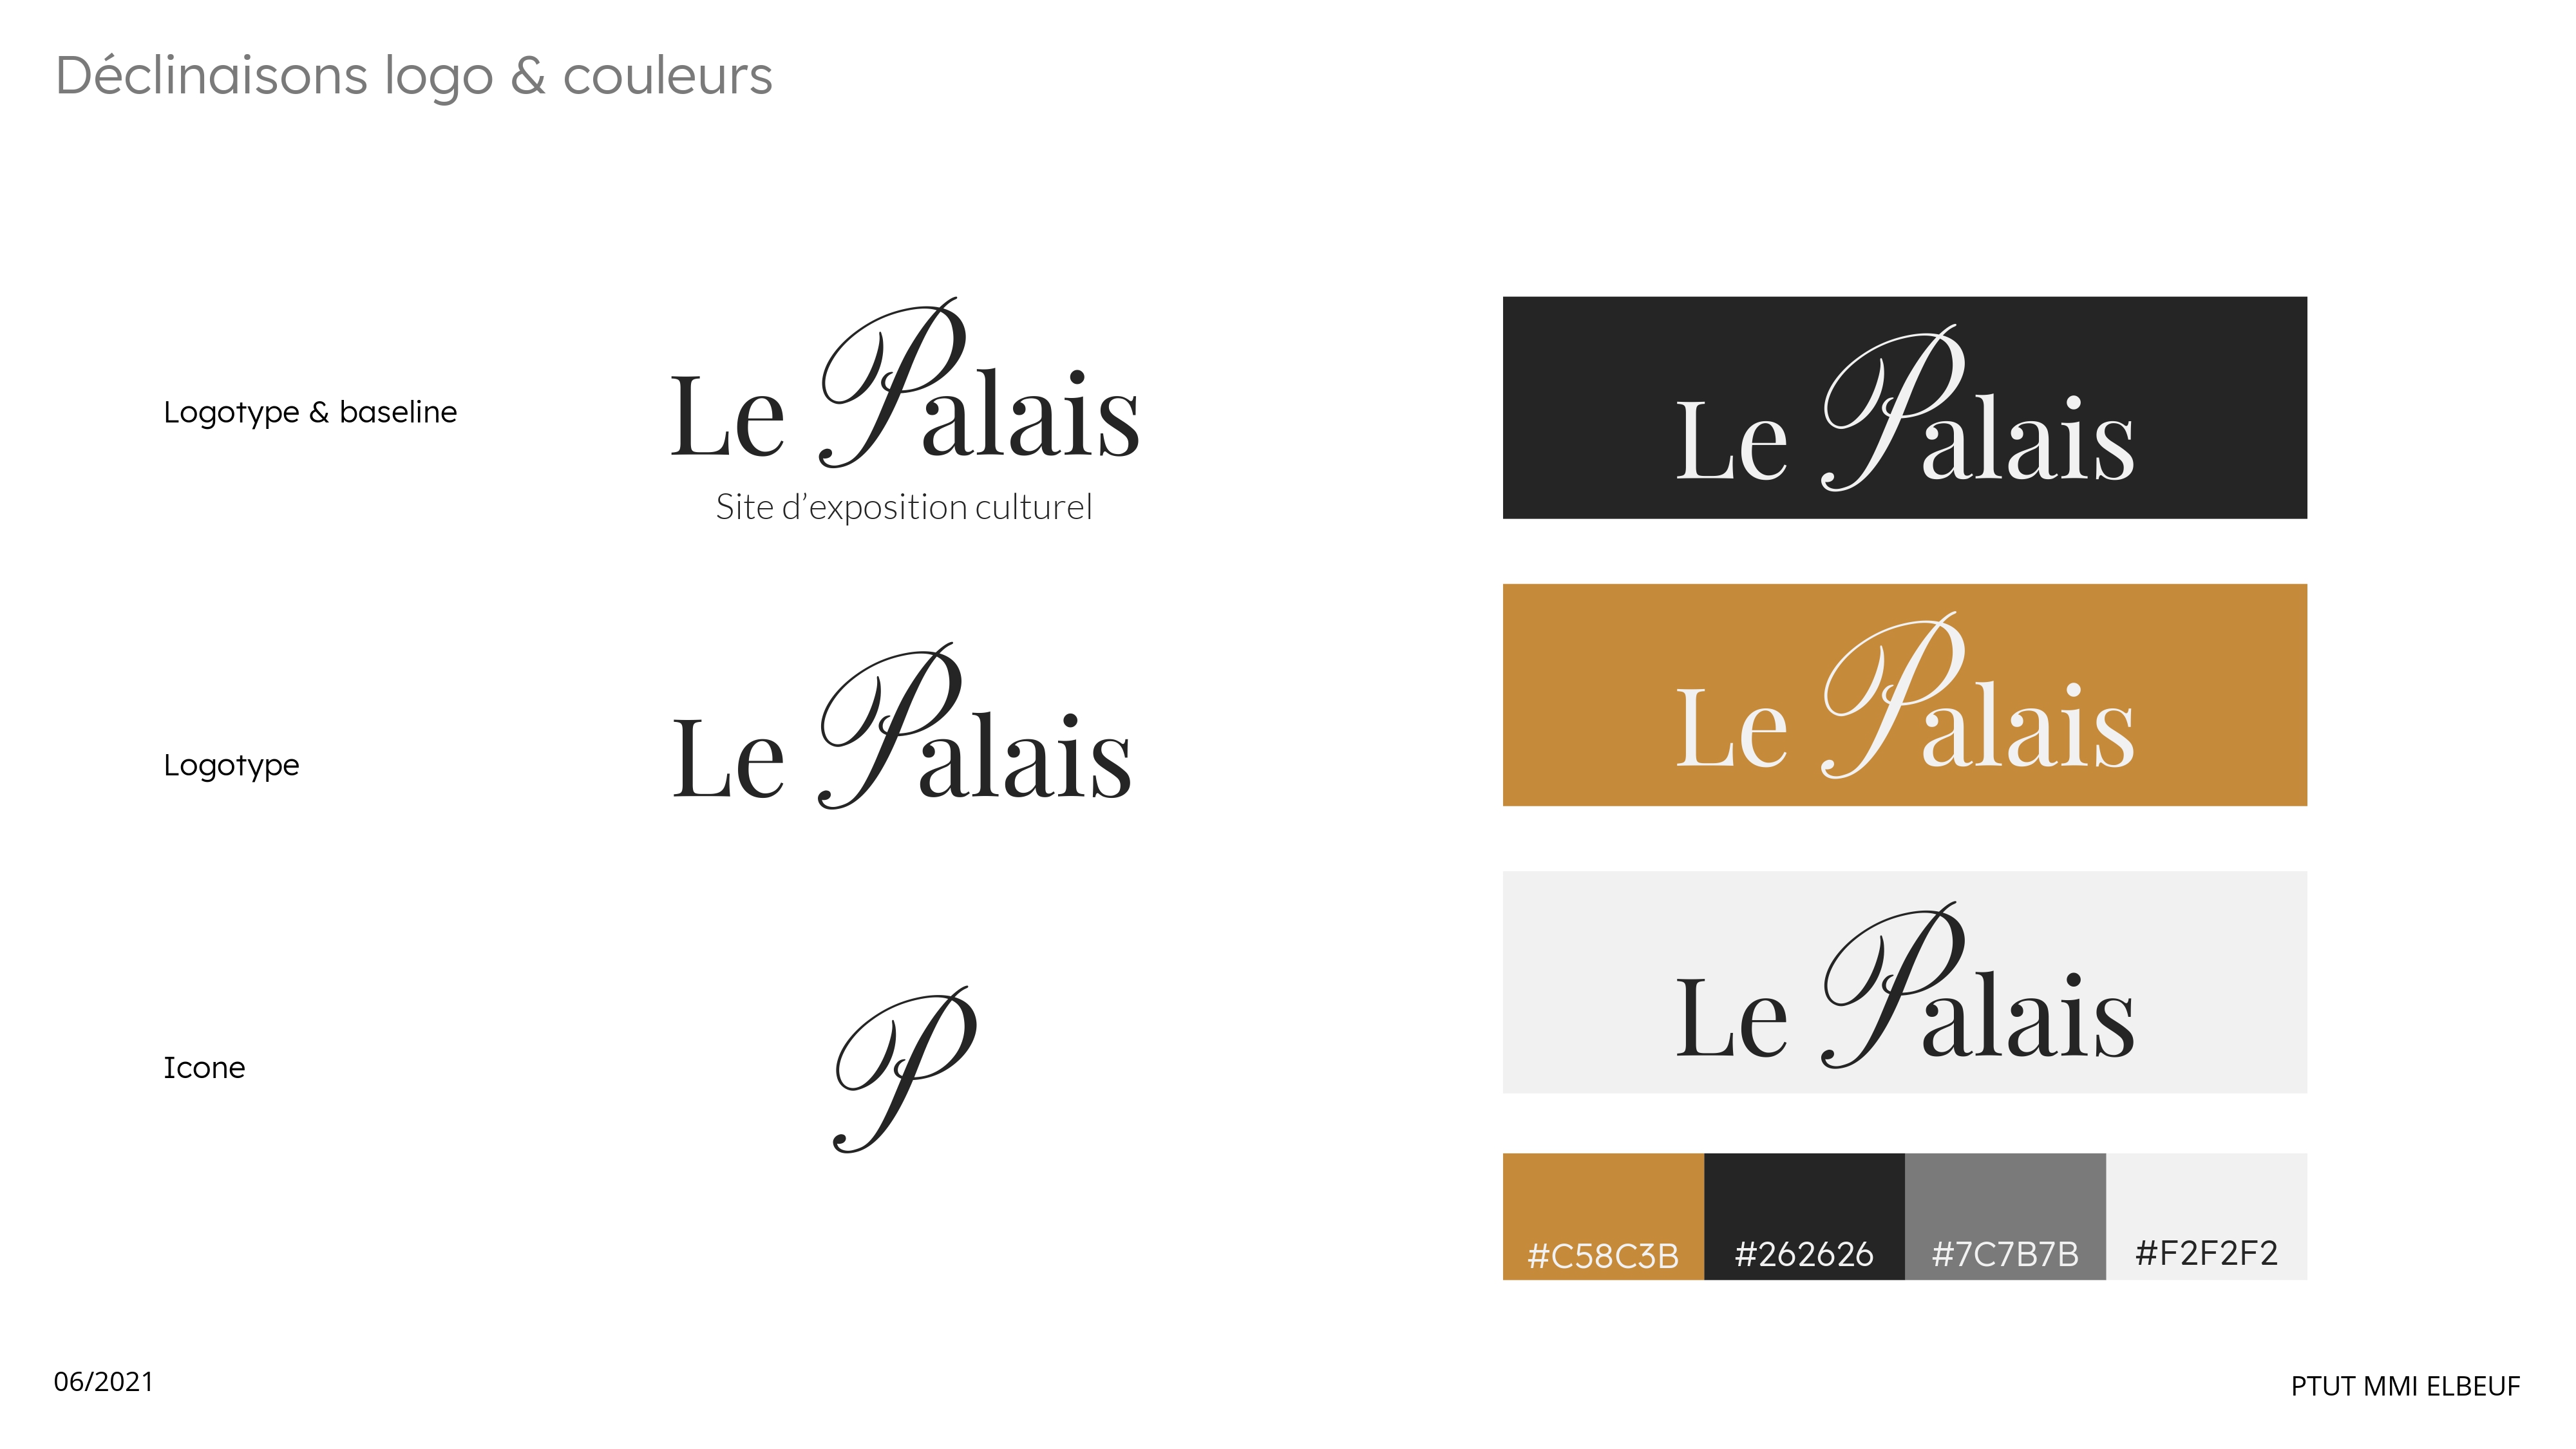 Déclinaisons logo & couleurs
Logotype & baseline
Le Palais
Site d’exposition culturel
Logotype
Le Palais
Icone
P
Le Palais
Le Palais
Le Palais
#C58C3B #262626 #7C7B7B #F2F2F2
06/2021
PTUT MMI ELBEUF